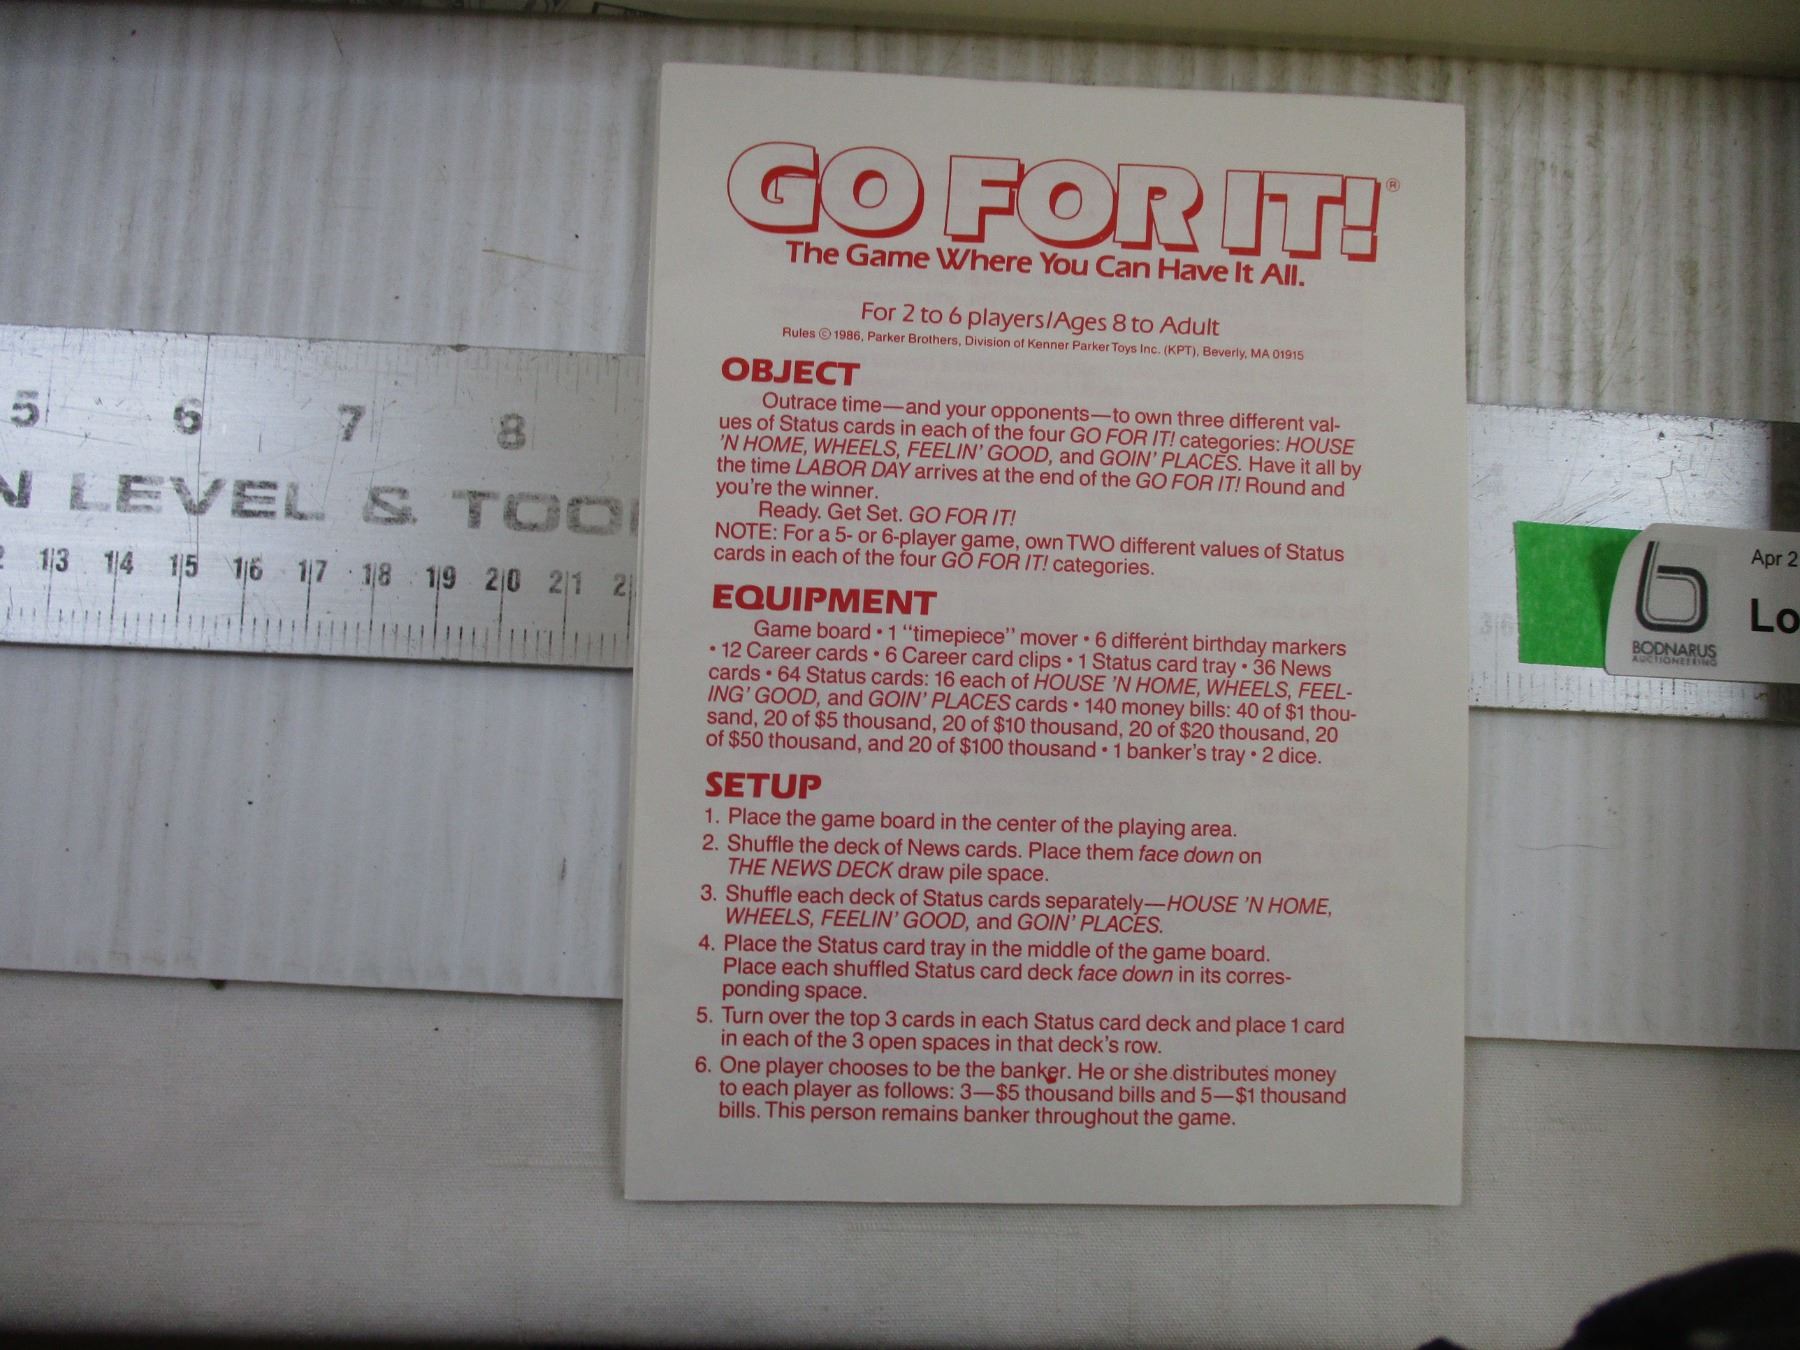 GO FOR IT!®
The Game Where You Can Have It All.
For 2 to 6 players/Ages 8 to Adult
Rules © 1986, Parker Brothers, Division of Kenner Parker Toys Inc. (KPT), Beverly, MA 01915
OBJECT
Outrace time—and your opponents—to own three different val-
ues of Status cards in each of the four GO FOR IT! categories: HOUSE
'N HOME, WHEELS, FEELIN' GOOD, and GOIN' PLACES. Have it all by
the time LABOR DAY arrives at the end of the GO FOR IT! Round and
you're the winner.
Ready. Get Set. GO FOR IT!
NOTE: For a 5- or 6-player game, own TWO different values of Status
cards in each of the four GO FOR IT! categories.
EQUIPMENT
Game board • 1 "timepiece" mover • 6 different birthday markers
• 12 Career cards • 6 Career card clips • 1 Status card tray • 36 News
cards • 64 Status cards: 16 each of HOUSE 'N HOME, WHEELS, FEEL-
ING' GOOD, and GOIN' PLACES cards • 140 money bills: 40 of $1 thou-
sand, 20 of $5 thousand, 20 of $10 thousand, 20 of $20 thousand, 20
of $50 thousand, and 20 of $100 thousand • 1 banker's tray • 2 dice.
SETUP
1. Place the game board in the center of the playing area.
2. Shuffle the deck of News cards. Place them face down on
THE NEWS DECK draw pile space.
3. Shuffle each deck of Status cards separately—HOUSE 'N HOME,
WHEELS, FEELIN' GOOD, and GOIN' PLACES.
4. Place the Status card tray in the middle of the game board.
Place each shuffled Status card deck face down in its corres-
ponding space.
5. Turn over the top 3 cards in each Status card deck and place 1 card
in each of the 3 open spaces in that deck's row.
6. One player chooses to be the banker. He or she distributes money
to each player as follows: 3—$5 thousand bills and 5—$1 thousand
bills. This person remains banker throughout the game.
5 6 7 8
N LEVEL & TOO
13 14 15 16 17 18 19 20 21 2
36
BODNARUS
AUCTIONEERING
Apr 2
Lo